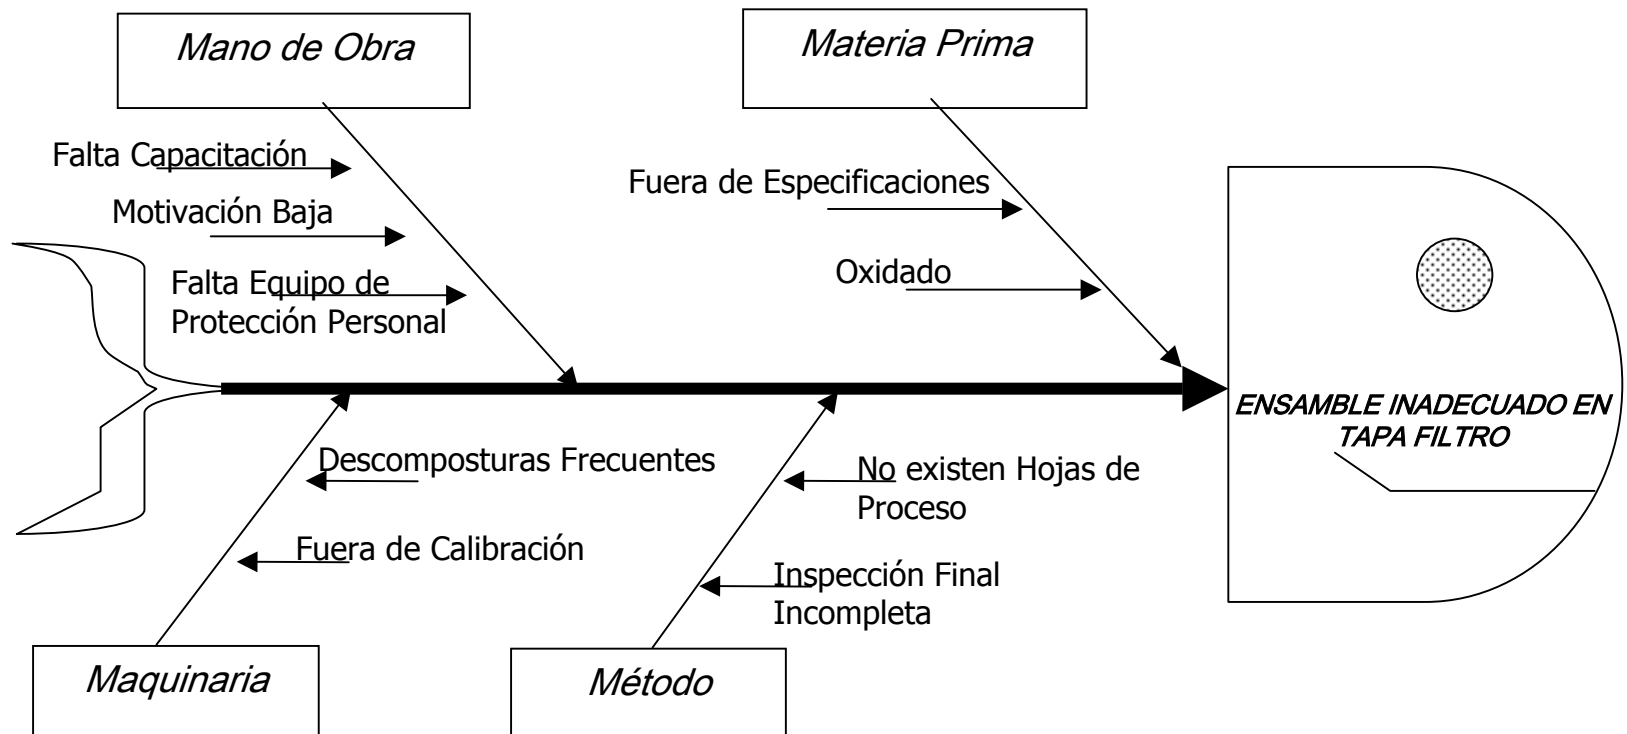 Mano de Obra
Materia Prima
Falta Capacitación
Motivación Baja
Falta Equipo de
Protección Personal
Fuera de Especificaciones
Oxidado
ENSAMBLE INADECUADO EN
TAPA FILTRO
Descomposturas Frecuentes
Fuera de Calibración
No existen Hojas de
Proceso
Inspección Final
Incompleta
Maquinaria
Método